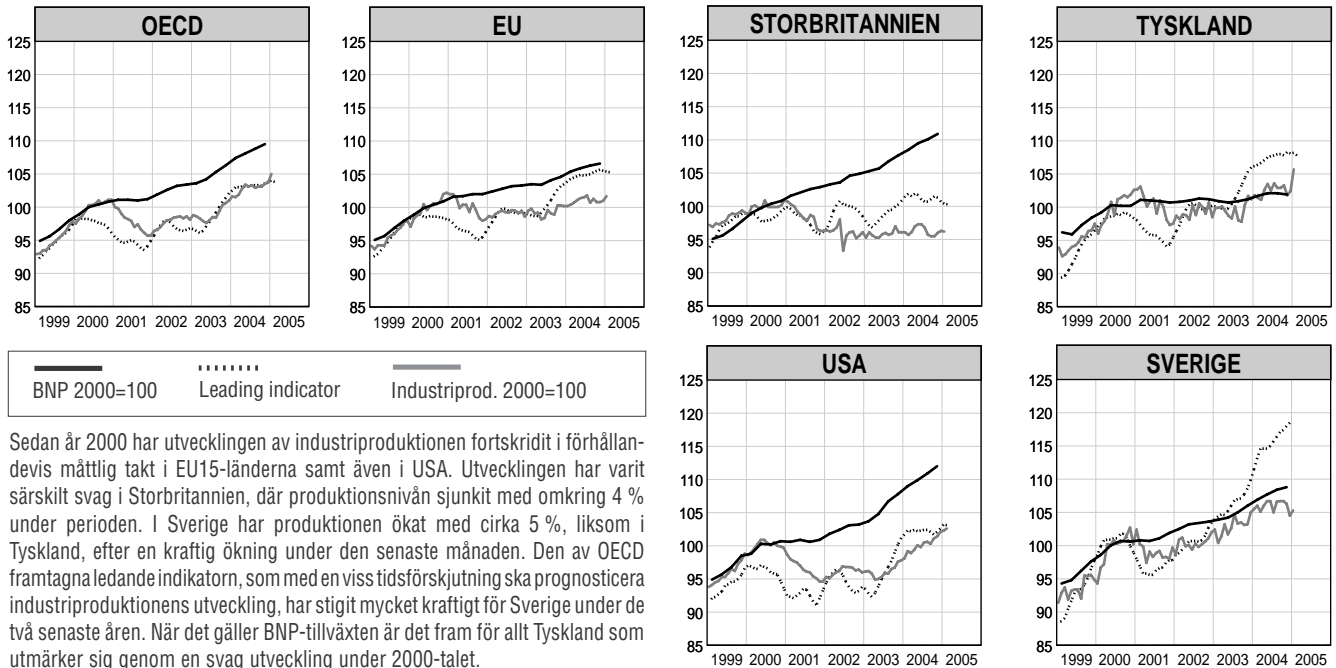 OECD
125
120
115
110
105
100
95
90
85
1999 2000 2001 2002 2003 2004 2005
EU
125
120
115
110
105
100
95
90
85
1999 2000 2001 2002 2003 2004 2005
STORBRITANNIEN
125
120
115
110
105
100
95
90
85
1999 2000 2001 2002 2003 2004 2005
TYSKLAND
125
120
115
110
105
100
95
90
85
1999 2000 2001 2002 2003 2004 2005
BNP 2000=100 Leading indicator Industriprod. 2000=100
Sedan år 2000 har utvecklingen av industriproduktionen fortskridit i förhållan-
devis måttlig takt i EU15-länderna samt även i USA. Utvecklingen har varit
särskilt svag i Storbritannien, där produktionsnivån sjunkit med omkring 4 %
under perioden. I Sverige har produktionen ökat med cirka 5 %, liksom i
Tyskland, efter en kraftig ökning under den senaste månaden. Den av OECD
framtagna ledande indikatorn, som med en viss tidsförskjutning ska prognosticera
industriproduktionens utveckling, har stigit mycket kraftigt för Sverige under de
två senaste åren. När det gäller BNP-tillväxten är det fram för allt Tyskland som
utmärker sig genom en svag utveckling under 2000-talet.
USA
125
120
115
110
105
100
95
90
85
1999 2000 2001 2002 2003 2004 2005
SVERIGE
125
120
115
110
105
100
95
90
85
1999 2000 2001 2002 2003 2004 2005